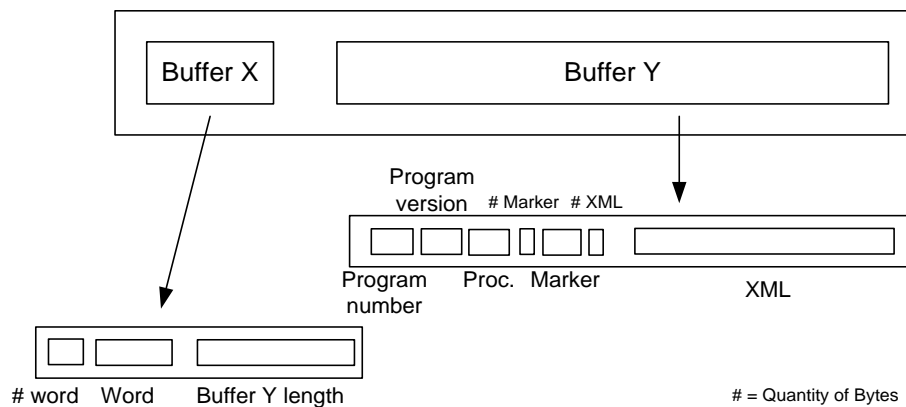 Buffer X
Buffer Y
Program
version
# Marker
# XML
Program
number
Proc.
Marker
XML
# word
Word
Buffer Y length
# = Quantity of Bytes